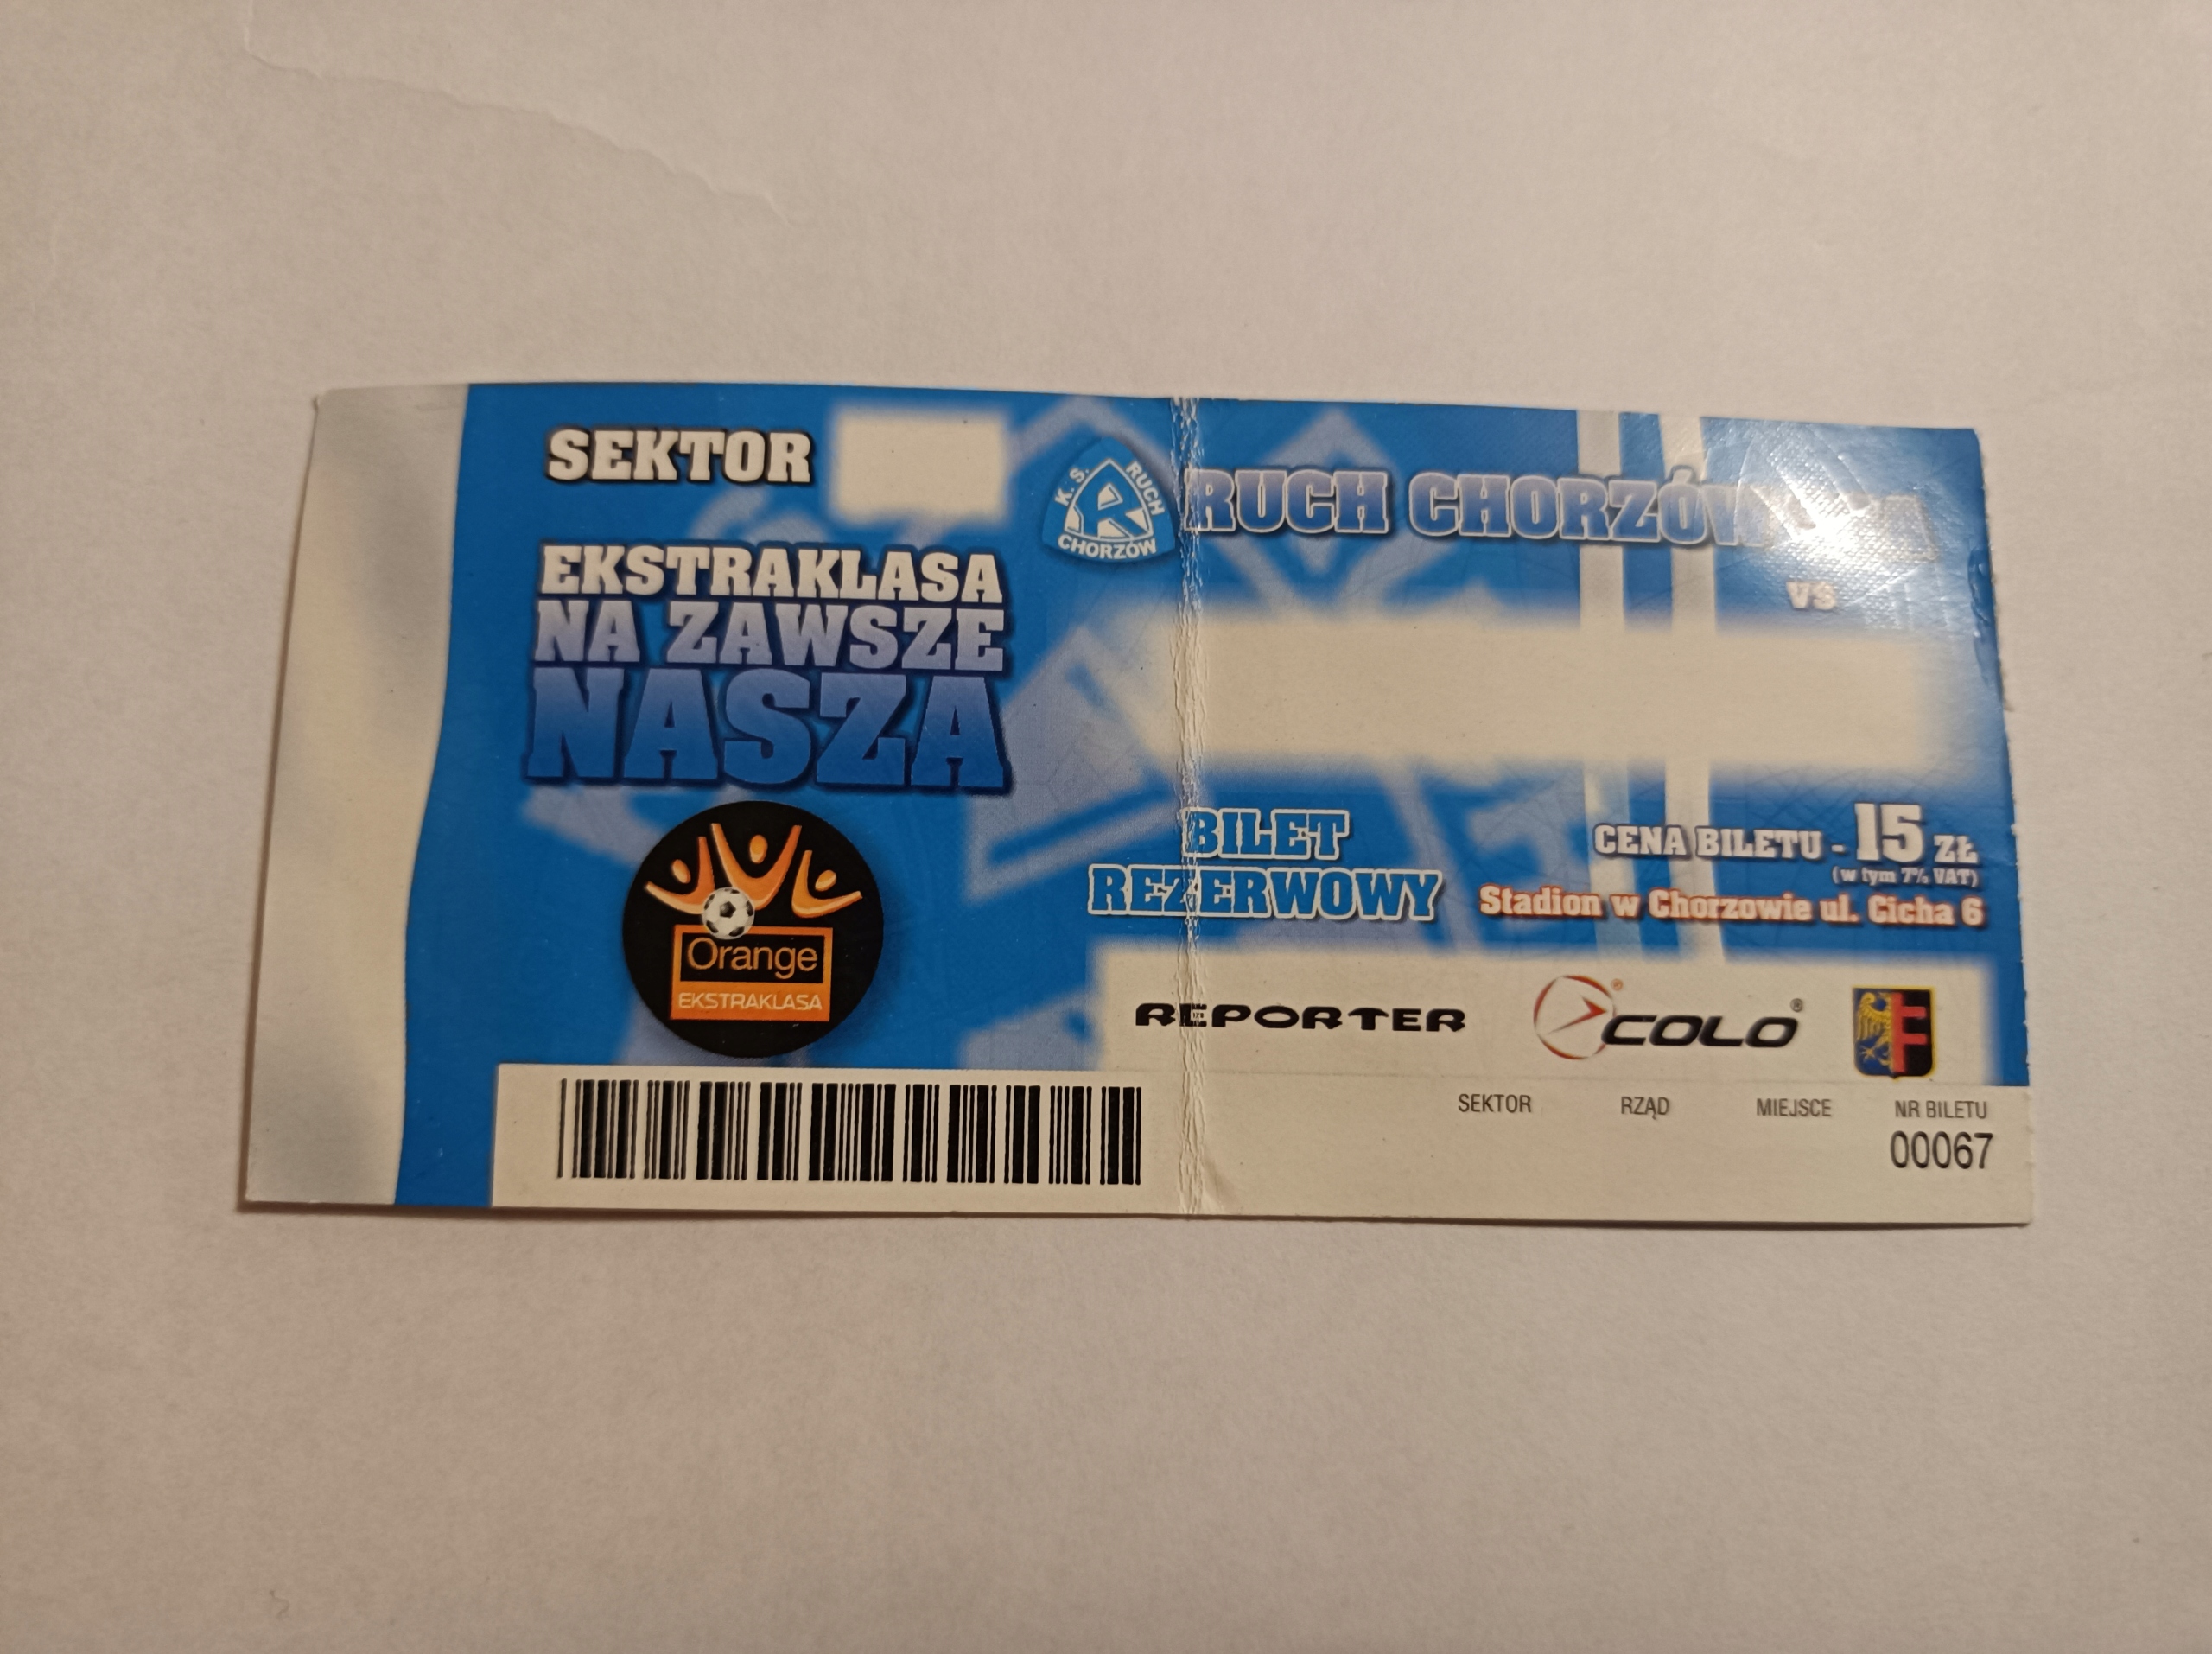 SEKTOR
EKSTRAKLASA
NA ZAWSZE
NASZA
Orange
EKSTRAKLASA
K. S. RUCH
CHORZÓW
RUCH CHORZÓW
vs
BILET
REZERWOWY
CENA BILETU - 15 ZŁ
(w tym 7% VAT)
Stadion w Chorzowie ul. Cicha 6
REPORTER
COLO
SEKTOR RZĄD MIEJSCE NR BILETU
00067